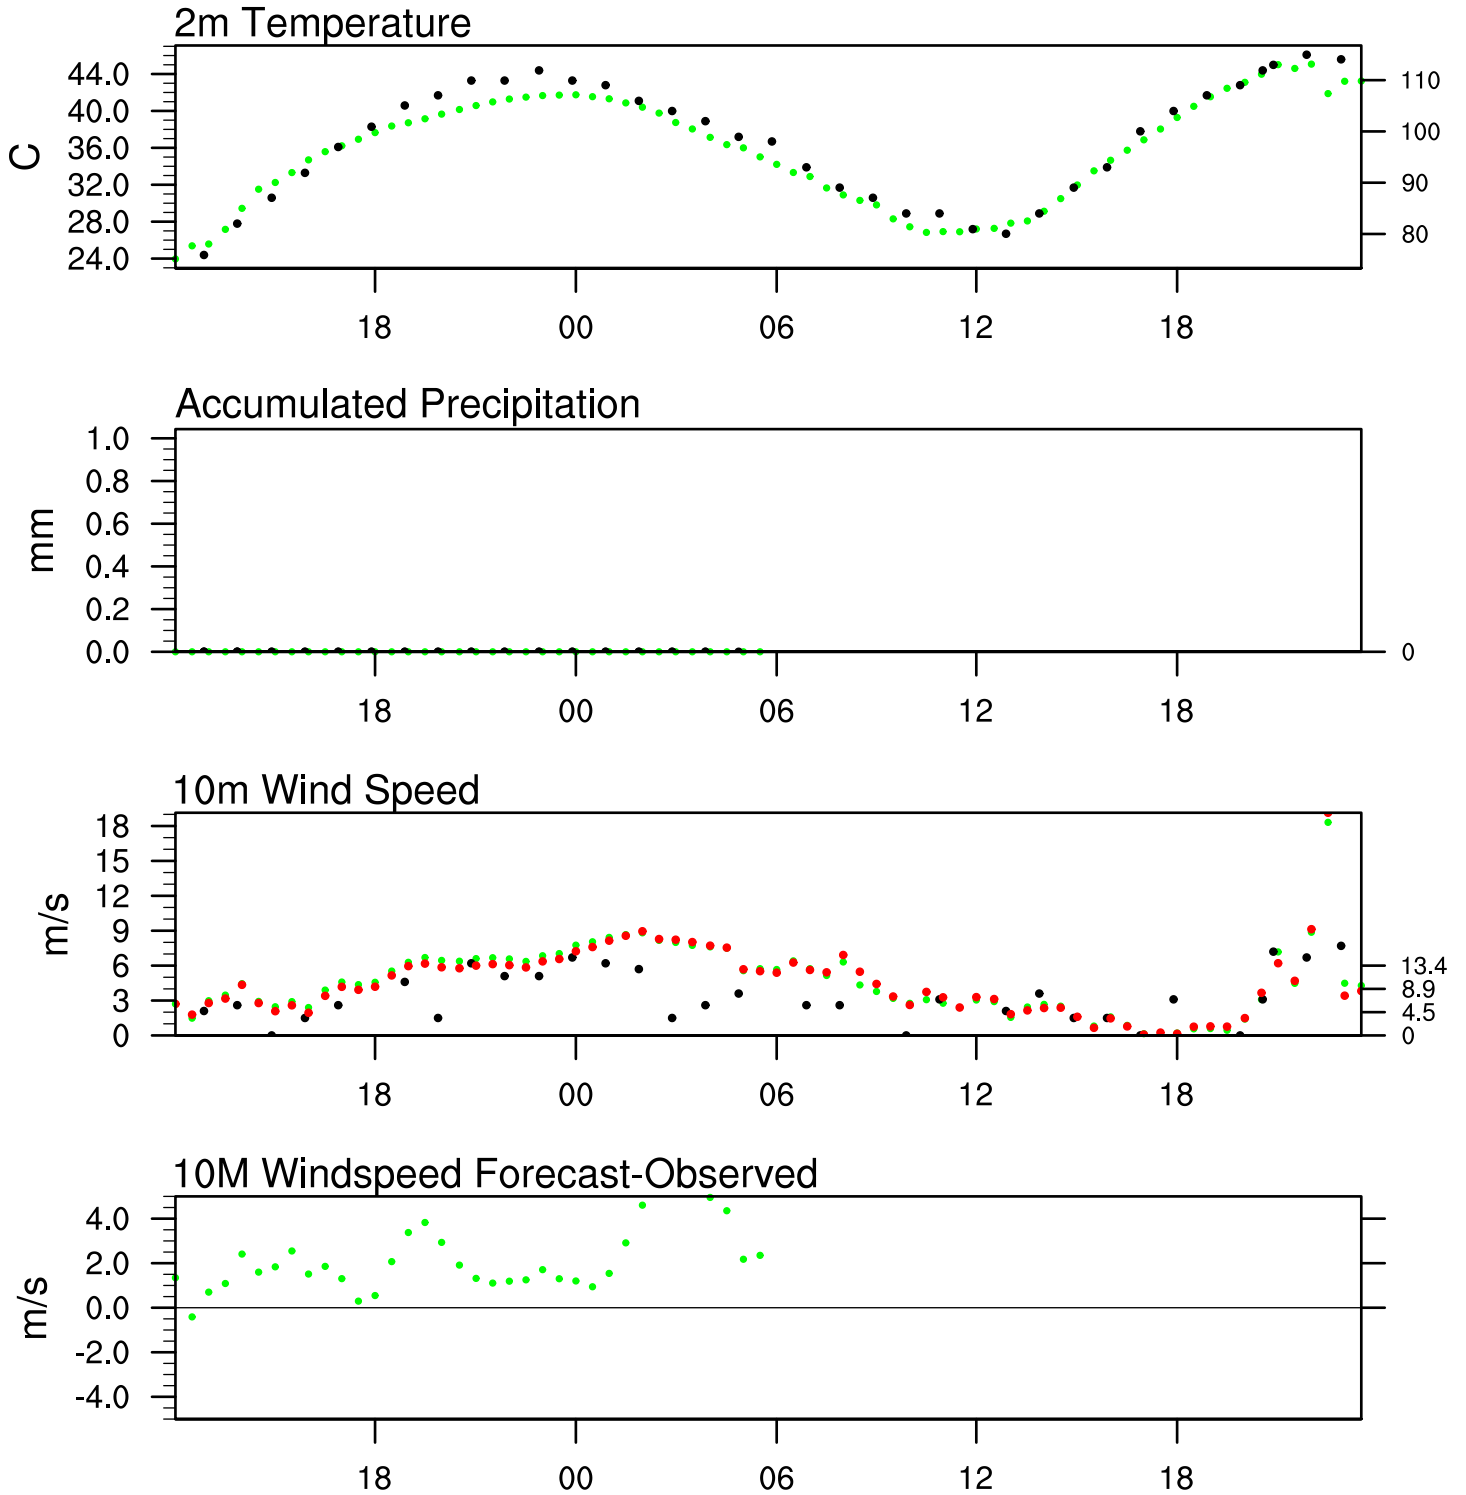 2m Temperature
44.0
40.0
36.0
32.0
28.0
24.0
C
110
100
90
80
18 00 06 12 18
Accumulated Precipitation
1.0
0.8
0.6
0.4
0.2
0.0
mm
0
18 00 06 12 18
10m Wind Speed
18
15
12
9
6
3
0
m/s
13.4
8.9
4.5
0
18 00 06 12 18
10M Windspeed Forecast-Observed
4.0
2.0
0.0
-2.0
-4.0
m/s
18 00 06 12 18